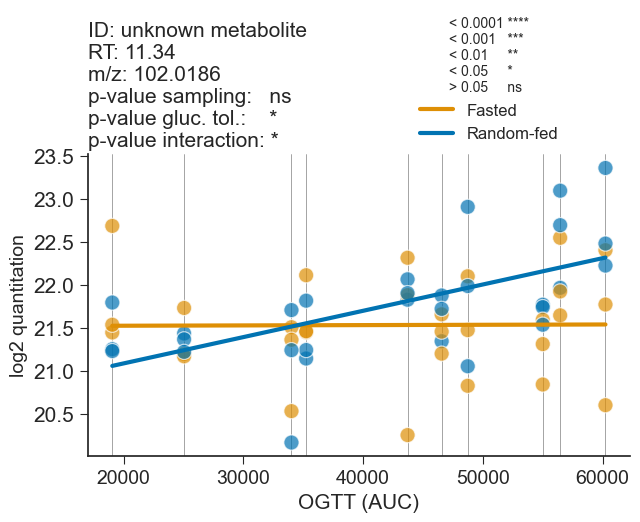 ID: unknown metabolite
RT: 11.34
m/z: 102.0186
p-value sampling: ns
p-value gluc. tol.: *
p-value interaction: *
< 0.0001 ****
< 0.001 ***
< 0.01 **
< 0.05 *
> 0.05 ns
Fasted
Random-fed
23.5
23.0
22.5
22.0
21.5
21.0
20.5
log2 quantitation
20000
30000
40000
50000
60000
OGTT (AUC)